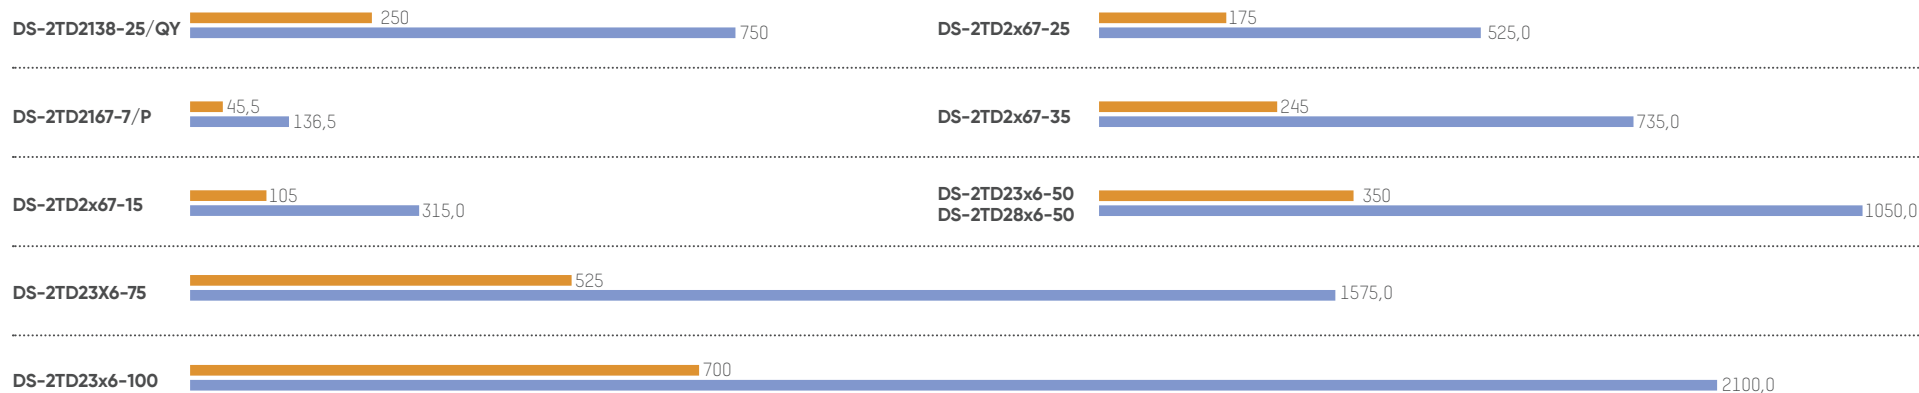 DS-2TD2138-25/QY 250
750
DS-2TD2x67-25 175
525,0
DS-2TD2167-7/P 45,5
136,5
DS-2TD2x67-35 245
735,0
DS-2TD2x67-15 105
315,0
DS-2TD23x6-50
DS-2TD28x6-50
350
1050,0
DS-2TD23X6-75 525
1575,0
DS-2TD23x6-100 700
2100,0